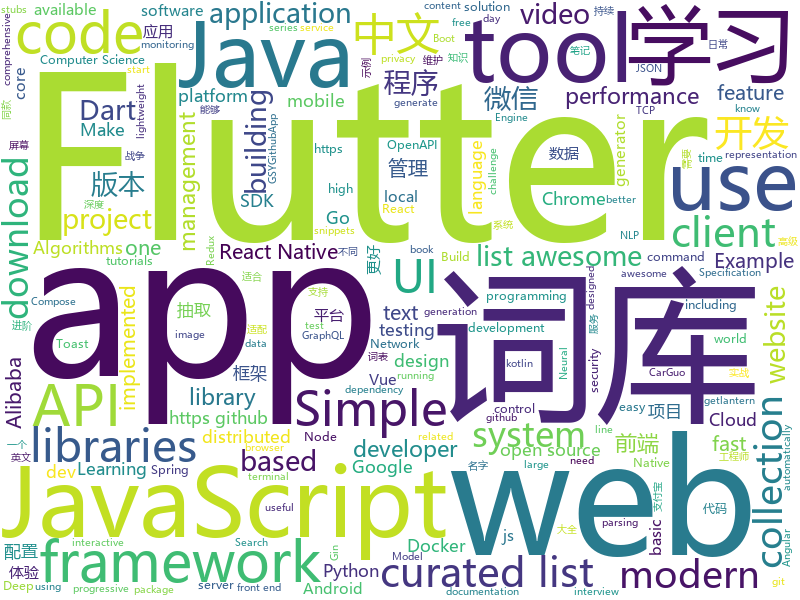 stubs
available
software
application
video
中文
tool
学习
content
solution
day
free
series
service
privacy
Boot
持续
笔记
日常
维护
知识
示例
JSON
comprehensive
monitoring
应用
code
Java
Computer Science
platform
core
mobile
程序
微信
performance
feature
know
TCP
Engine
数据
representation
time
Chrome
开发
同款
lightweight
start
能够
Dart
Make
building
GSYGithubApp
generate
OpenAPI
管理
language
generator
challenge
React
local
https
high
SDK
Go
屏幕
战争
版本
management
Flutter
use
project
download
Algorithms
one
深度
tutorials
React Native
Redux
snippets
系统
NLP
better
高级
book
不同
更好
Build
command
client
list awesome
Example
UI
app
词库
Compose
进阶
抽取
适合
支持
平台
test
GraphQL
词表
image
Toast
data
Network
programming
designed
服务
awesome
Specification
including
generation
development
text
testing
implemented
API
Simple
library
design
Vue
Neural
kotlin
running
dependency
security
world
CarGuo
website
Alibaba
框架
libraries
https github
distributed
Node
control
github
easy
项目
Cloud
getlantern
system
前端
open source
fast
collection
automatically
一个
英文
dev
Learning
Spring
based
developer
Google
js
line
名字
large
related
browser
terminal
Native
need
工程师
支付宝
代码
实战
basic
JavaScript
web
配置
体验
Deep
using
framework
server
front end
Python
Docker
Android
大全
useful
Search
Model
parsing
curated list
modern
Gin
interactive
progressive
package
documentation
interview
git
Angular